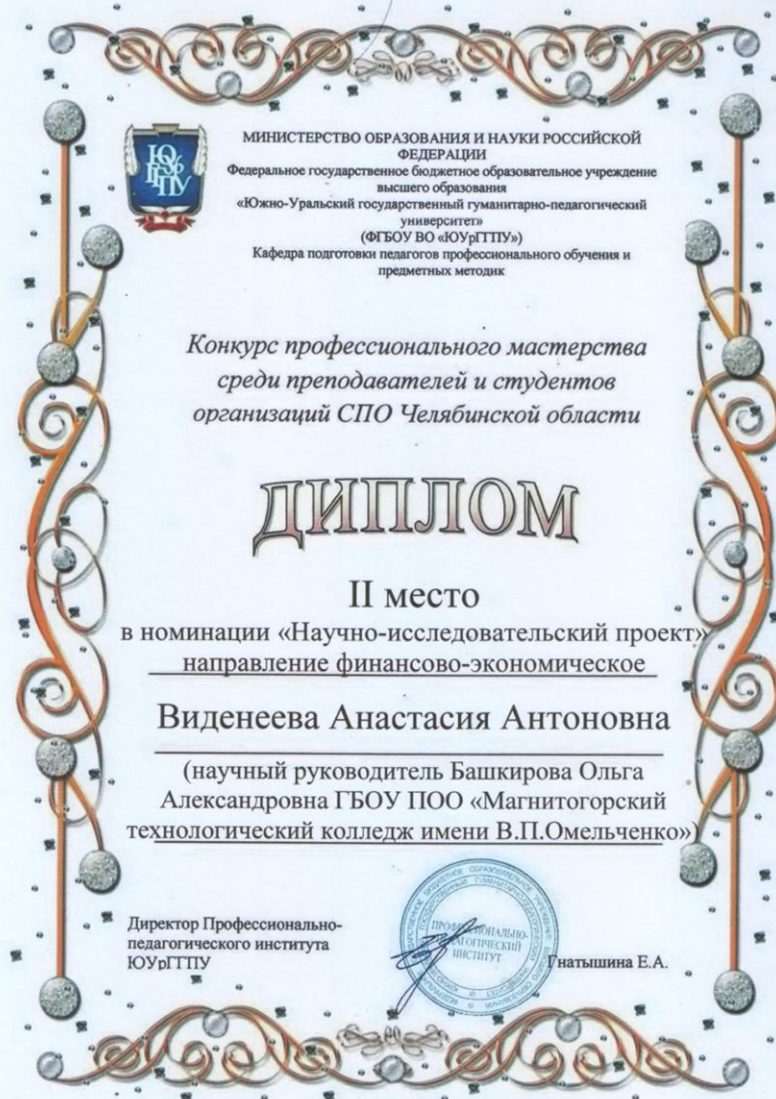 МИНИСТЕРСТВО ОБРАЗОВАНИЯ И НАУКИ РОССИЙСКОЙ
ФЕДЕРАЦИИ
Федеральное государственное бюджетное образовательное учреждение
высшего образования
«Южно-Уральский государственный гуманитарно-педагогический
университет»
(ФГБОУ ВО «ЮУрГГПУ»)
Кафедра подготовки педагогов профессионального обучения и
предметных методик
Конкурс профессионального мастерства
среди преподавателей и студентов
организаций СПО Челябинской области
ДИПЛОМ
II место
в номинации «Научно-исследовательский проект»
направление финансово-экономическое
Виденеева Анастасия Антоновна
(научный руководитель Башкирова Ольга
Александровна ГБОУ ПОО «Магнитогорский
технологический колледж имени В.П.Омельченко»)
Директор Профессионально-
педагогического института
ЮУрГГПУ
ПРОФЕССИОНАЛЬНО-
ПЕДАГОГИЧЕСКИЙ
ИНСТИТУТ
Гнатышина Е.А.